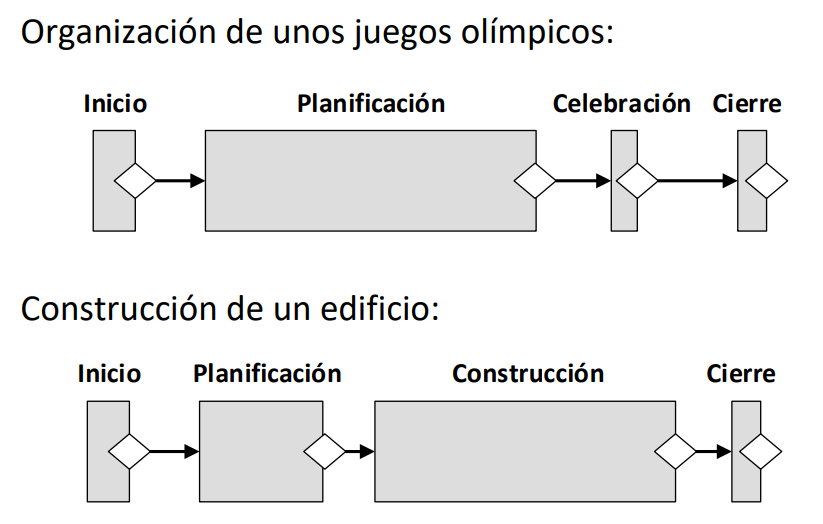 Organización de unos juegos olímpicos:
Inicio Planificación Celebración Cierre
Construcción de un edificio:
Inicio Planificación Construcción Cierre